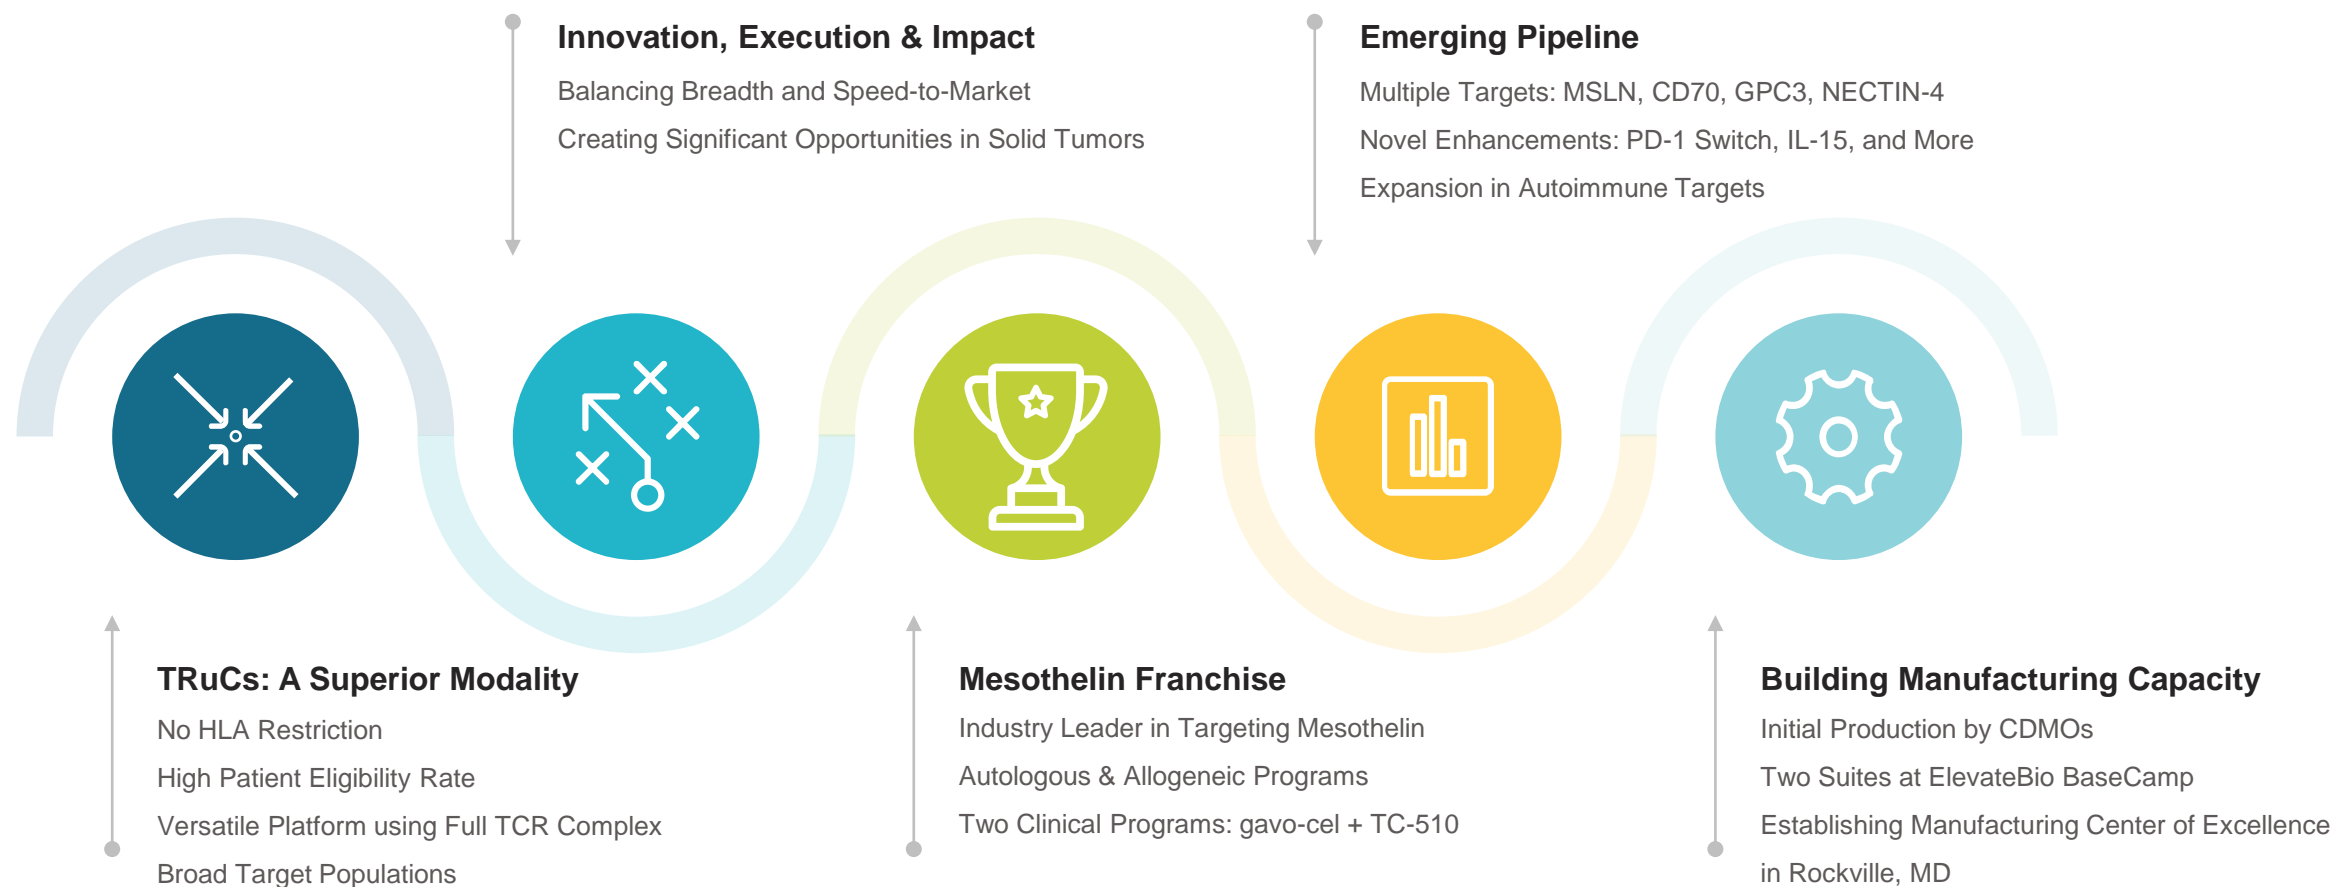 Innovation, Execution & Impact
Balancing Breadth and Speed-to-Market
Creating Significant Opportunities in Solid Tumors
Emerging Pipeline
Multiple Targets: MSLN, CD70, GPC3, NECTIN-4
Novel Enhancements: PD-1 Switch, IL-15, and More
Expansion in Autoimmune Targets
TRuCs: A Superior Modality
No HLA Restriction
High Patient Eligibility Rate
Versatile Platform using Full TCR Complex
Broad Target Populations
Mesothelin Franchise
Industry Leader in Targeting Mesothelin
Autologous & Allogeneic Programs
Two Clinical Programs: gavo-cel + TC-510
Building Manufacturing Capacity
Initial Production by CDMOs
Two Suites at ElevateBio BaseCamp
Establishing Manufacturing Center of Excellence
in Rockville, MD